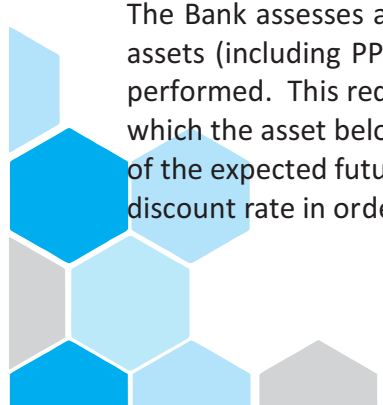 The Bank assesses a
assets (including PP
performed. This req
which the asset belo
of the expected futu
discount rate in orde